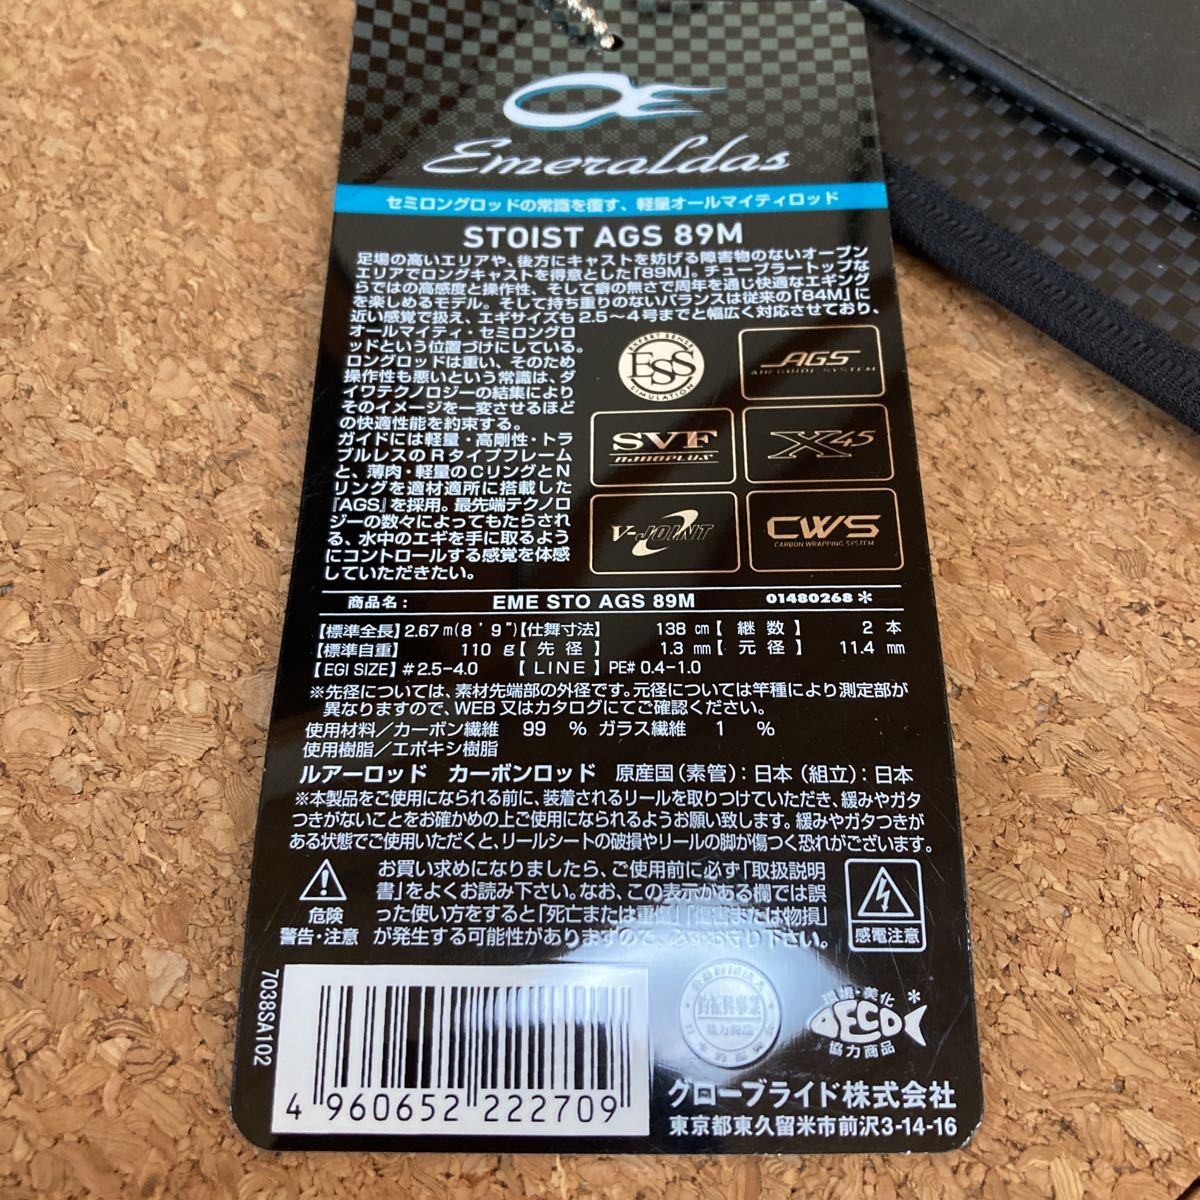 Emeraldas
セミロングロッドの常識を覆す、軽量オールマイティロッド
STOIST AGS 89M
足場の高いエリアや、後方にキャストを妨げる障害物のないオープン
エリアでロングキャストを得意とした「89M」。チューブラートップな
らではの高感度と操作性、そして癖の無さで周年を通じ快適なエギング
を楽しめるモデル。そして持ち重りのないバランスは従来の「84M」に
近い感覚で扱え、エギサイズも2.5～4号までと幅広く対応させており、
オールマイティ・セミロングロ
ッドという位置づけにしている。
ロングロッドは重い、そのため
操作性も悪いという常識は、ダ
イワテクノロジーの結集により
そのイメージを一変させるほど
の快適性能を約束する。
ガイドには軽量・高剛性・トラ
ブルレスのRタイプフレーム
と、薄肉・軽量のCリングとN
リングを適材適所に搭載した
『AGS』を採用。最先端テクノロ
ジーの数々によってもたらされ
る、水中のエギを手に取るよう
にコントロールする感覚を体感
していただきたい。
EXPERT SENSE
ESS
SIMULATION
AGS
AIR GUIDE SYSTEM
SVF
NANOPLUS
X45
V-JOINT
CWS
CARBON WRAPPING SYSTEM
商品名： EME STO AGS 89M 01480268＊
【標準全長】2.67m(8'9")【仕舞寸法】 138 cm【継数】 2 本
【標準自重】 110 g【先径】 1.3 mm【元径】 11.4 mm
【EGI SIZE】#2.5-4.0 【LINE】PE# 0.4-1.0
※先径については、素材先端部の外径です。元径については竿種により測定部が
異なりますので、WEB又はカタログにてご確認ください。
使用材料／カーボン繊維 99 % ガラス繊維 1 %
使用樹脂／エポキシ樹脂
ルアーロッド カーボンロッド 原産国(素管)：日本(組立)：日本
※本製品をご使用になられる前に、装着されるリールを取りつけていただき、緩みやガタ
つきがないことをお確かめの上ご使用になられるようお願い致します。緩みやガタつきが
ある状態でご使用いただくと、リールシートの破損やリールの脚が傷つく恐れがございます。
危険
警告・注意
お買い求めになりましたら、ご使用前に必ず「取扱説明
書」をよくお読み下さい。なお、この表示がある欄では誤
った使い方をすると「死亡または重傷」「傷害または物損」
が発生する可能性がありますので、必ずお守り下さい。
感電注意
7038SA102
4 960652 222709
協力商品
環境・美化
DECO
＊
協力商品
グローブライド株式会社
東京都東久留米市前沢3-14-16